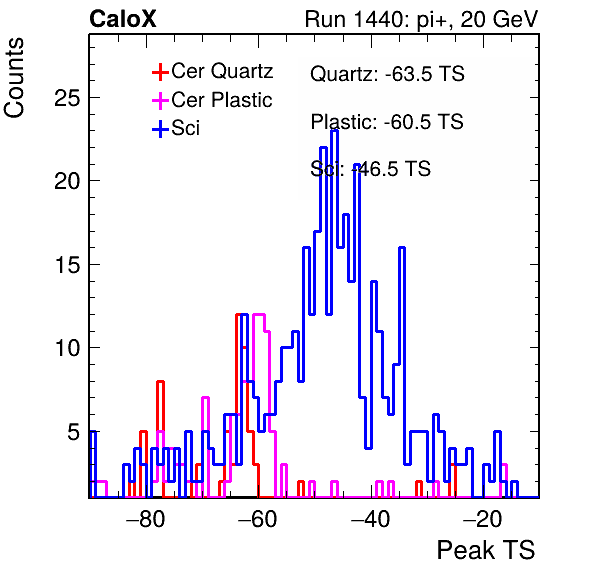 CaloX Run 1440: pi+, 20 GeV
Counts
Cer Quartz
Cer Plastic
Sci
Quartz: -63.5 TS
Plastic: -60.5 TS
Sci: -46.5 TS
25
20
15
10
5
−80 −60 −40 −20
Peak TS